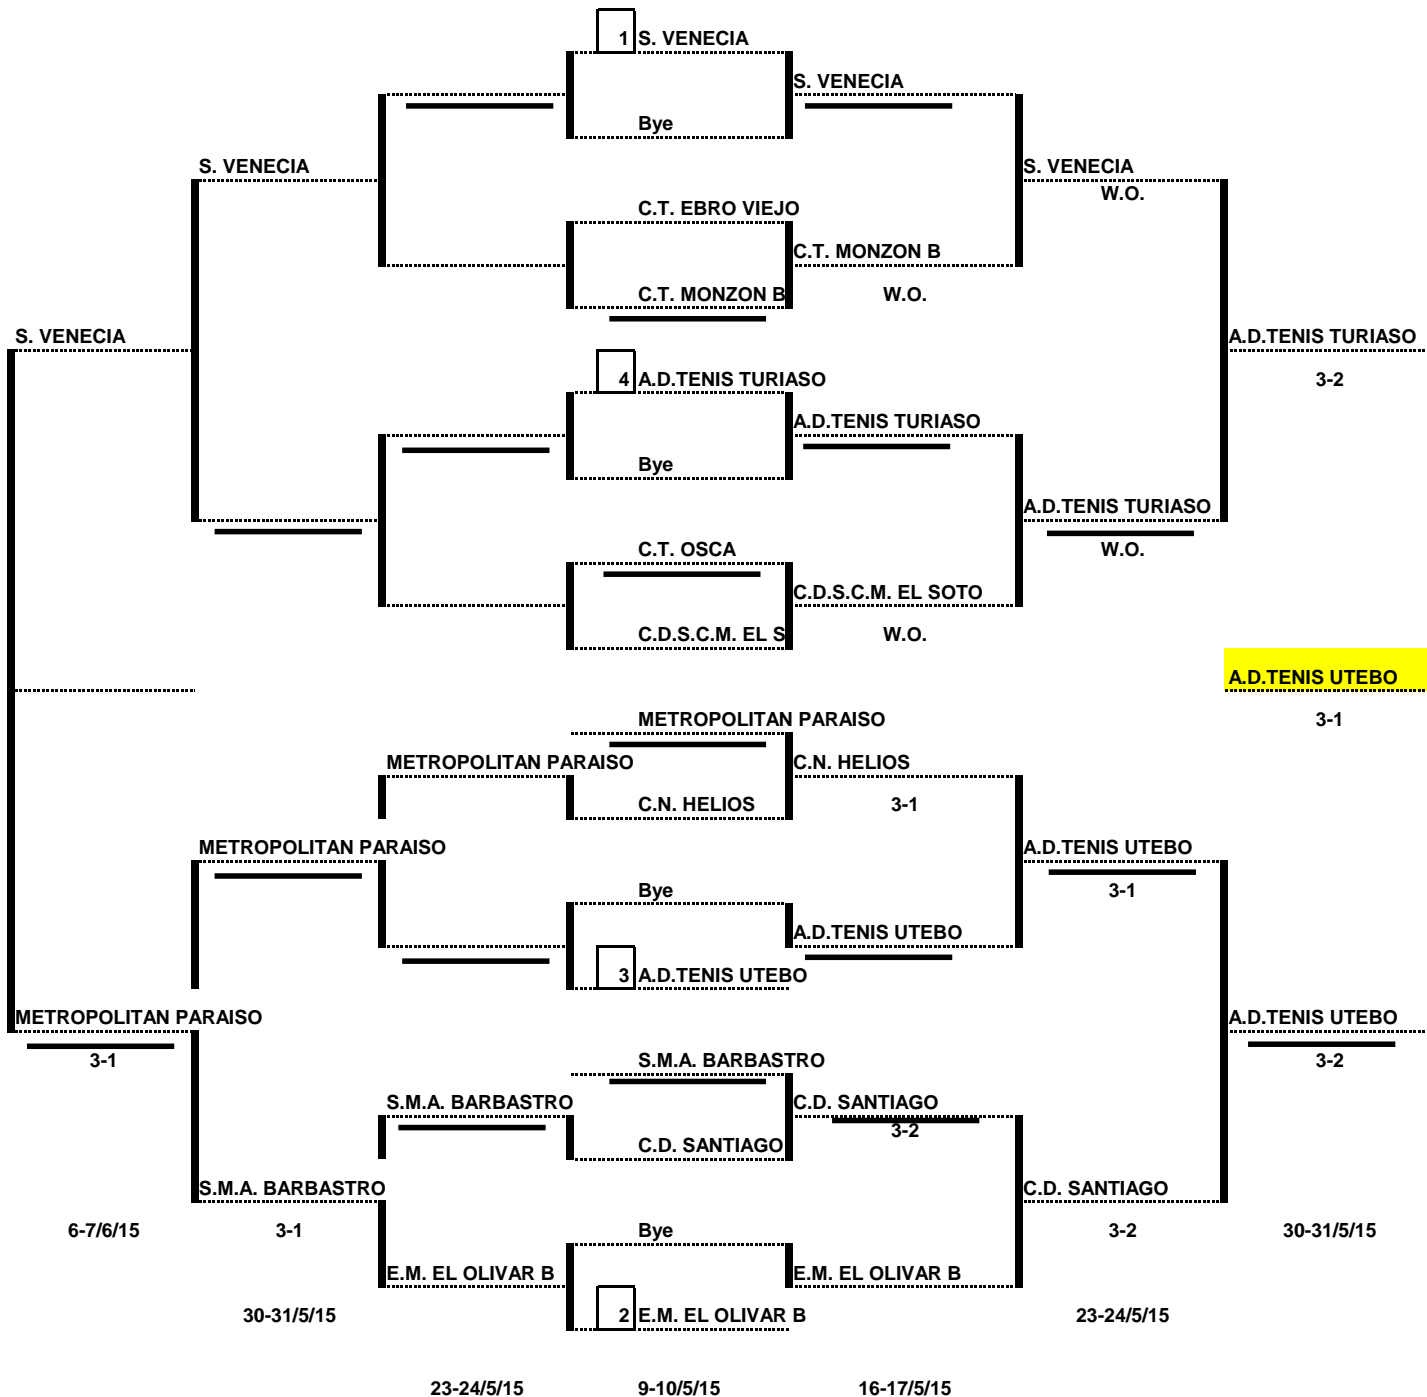 1 S. VENECIA
S. VENECIA
Bye
S. VENECIA
S. VENECIA
W.O.
C.T. EBRO VIEJO
C.T. MONZON B
C.T. MONZON B
W.O.
S. VENECIA
A.D.TENIS TURIASO
4 A.D.TENIS TURIASO
3-2
A.D.TENIS TURIASO
Bye
A.D.TENIS TURIASO
C.T. OSCA
W.O.
C.D.S.C.M. EL SOTO
C.D.S.C.M. EL S
W.O.
A.D.TENIS UTEBO
METROPOLITAN PARAISO
3-1
METROPOLITAN PARAISO
C.N. HELIOS
C.N. HELIOS
3-1
METROPOLITAN PARAISO
A.D.TENIS UTEBO
Bye
3-1
A.D.TENIS UTEBO
3 A.D.TENIS UTEBO
METROPOLITAN PARAISO
A.D.TENIS UTEBO
3-1
S.M.A. BARBASTRO
3-2
S.M.A. BARBASTRO
C.D. SANTIAGO
3-2
C.D. SANTIAGO
S.M.A. BARBASTRO
C.D. SANTIAGO
6-7/6/15
3-1
Bye
3-2
30-31/5/15
E.M. EL OLIVAR B
E.M. EL OLIVAR B
30-31/5/15
2 E.M. EL OLIVAR B
23-24/5/15
23-24/5/15
9-10/5/15
16-17/5/15